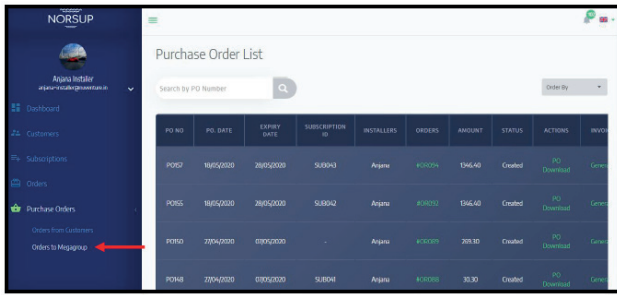 NORSUP
Anjana Installer
Dashboard
Customers
Subscriptions
Orders
Purchase Orders
Orders from Customers
Orders to Megagroup
Purchase Order List
Search by PO Number
Order By
PO NO PO. DATE EXPIRY DATE SUBSCRIPTION ID INSTALLERS ORDERS AMOUNT STATUS ACTIONS
PO157 18/05/2020 28/05/2020 SUB043 Anjana #OR094 1346.40 Created PO Download
PO155 18/05/2020 28/05/2020 SUB042 Anjana 1346.40 Created PO Download
PO150 27/04/2020 07/05/2020 - Anjana #OR089 269.30 Created PO Download
PO148 27/04/2020 07/05/2020 SUB041 Anjana #OR088 30.30 Created PO Download